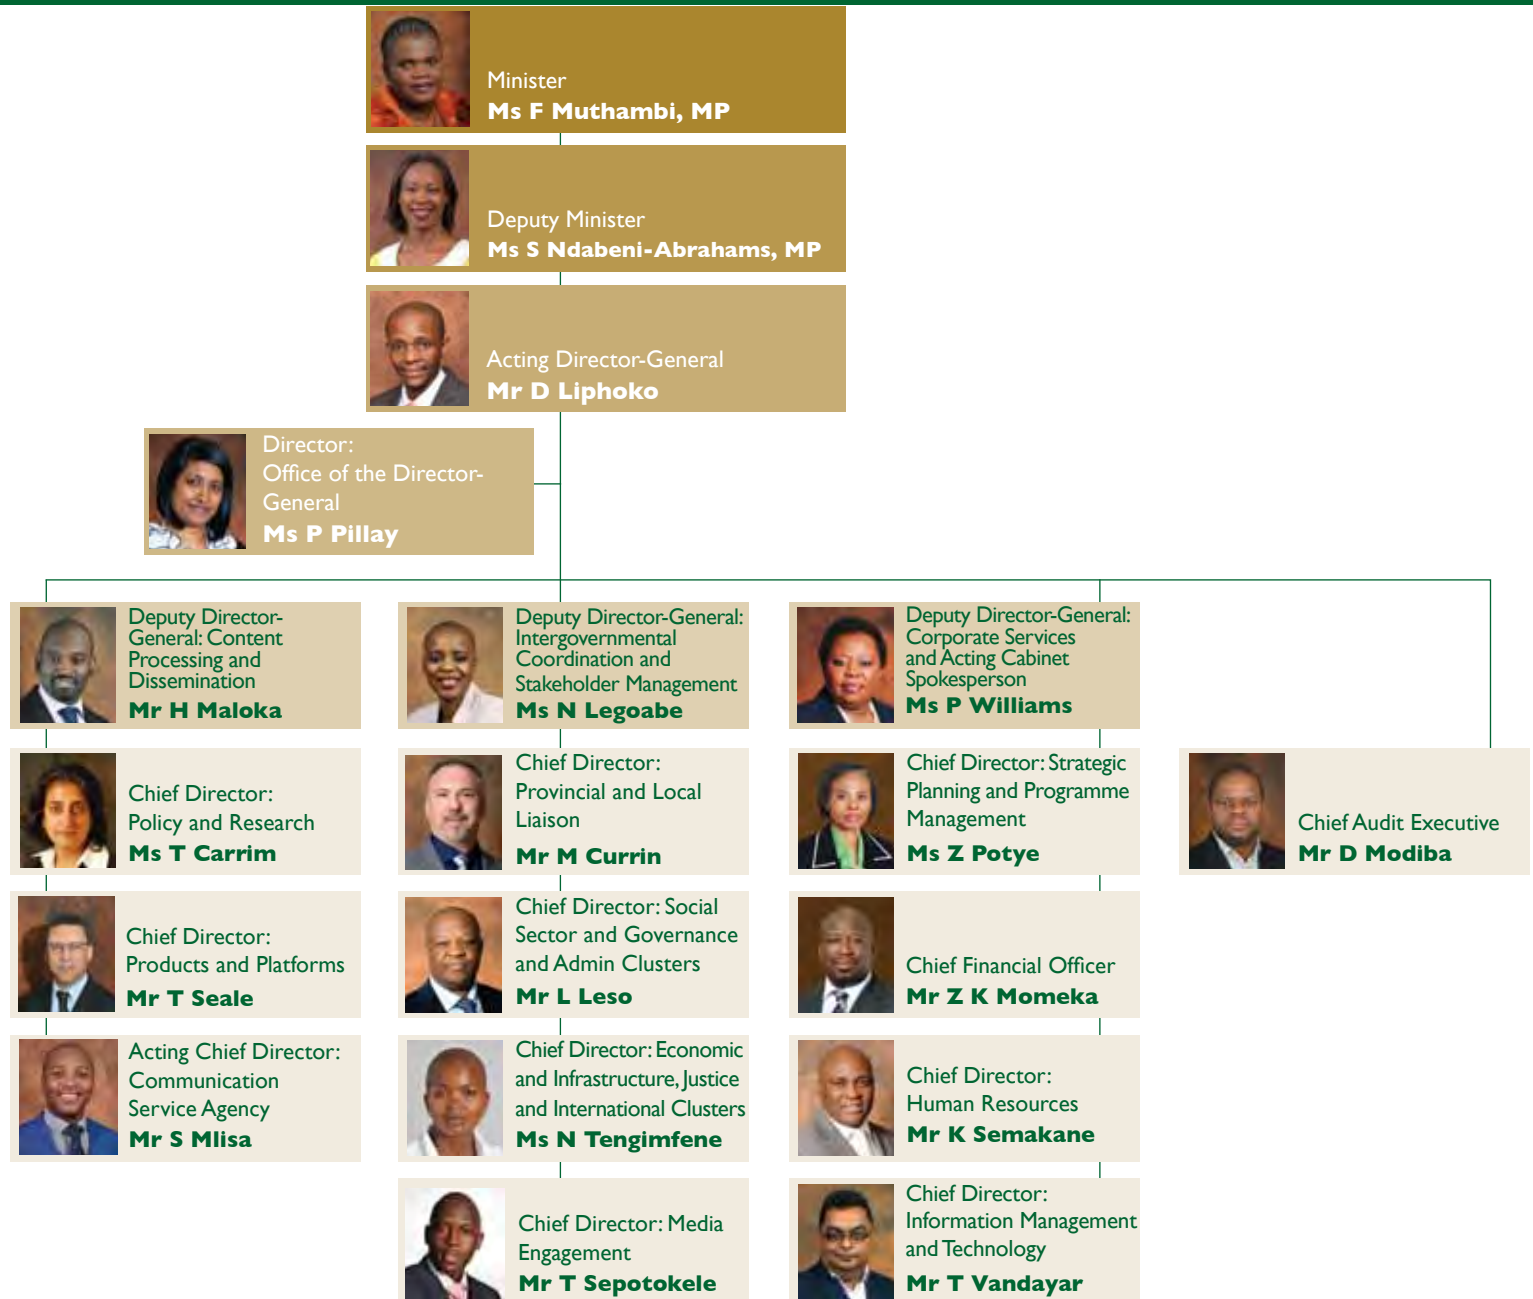 Minister
Ms F Muthambi, MP
Deputy Minister
Ms S Ndabeni-Abrahams, MP
Acting Director-General
Mr D Liphoko
Director:
Office of the Director-
General
Ms P Pillay
Deputy Director-
General: Content
Processing and
Dissemination
Mr H Maloka
Chief Director:
Policy and Research
Ms T Carrim
Chief Director:
Products and Platforms
Mr T Seale
Acting Chief Director:
Communication
Service Agency
Mr S Mlisa
Deputy Director-General:
Intergovernmental
Coordination and
Stakeholder Management
Ms N Legoabe
Chief Director:
Provincial and Local
Liaison
Mr M Currin
Chief Director: Social
Sector and Governance
and Admin Clusters
Mr L Leso
Chief Director: Economic
and Infrastructure, Justice
and International Clusters
Ms N Tengimfene
Chief Director: Media
Engagement
Mr T Sepotokele
Deputy Director-General:
Corporate Services
and Acting Cabinet
Spokesperson
Ms P Williams
Chief Director: Strategic
Planning and Programme
Management
Ms Z Potye
Chief Financial Officer
Mr Z K Momeka
Chief Director:
Human Resources
Mr K Semakane
Chief Director:
Information Management
and Technology
Mr T Vandayar
Chief Audit Executive
Mr D Modiba